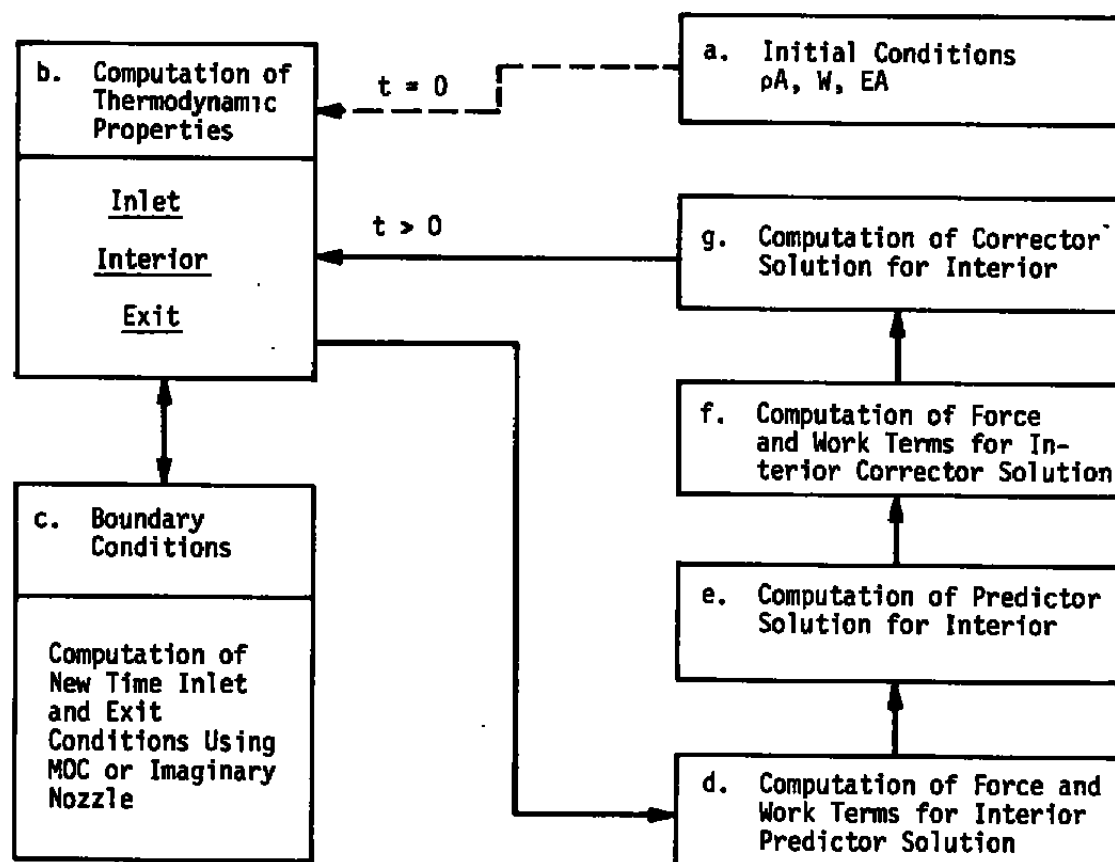 b. Computation of
Thermodynamic
Properties
Inlet
Interior
Exit
t = 0
a. Initial Conditions
ρA, W, EA
t > 0
g. Computation of Corrector
Solution for Interior
f. Computation of Force
and Work Terms for In-
terior Corrector Solution
e. Computation of Predictor
Solution for Interior
d. Computation of Force and
Work Terms for Interior
Predictor Solution
c. Boundary
Conditions
Computation of
New Time Inlet
and Exit
Conditions Using
MOC or Imaginary
Nozzle